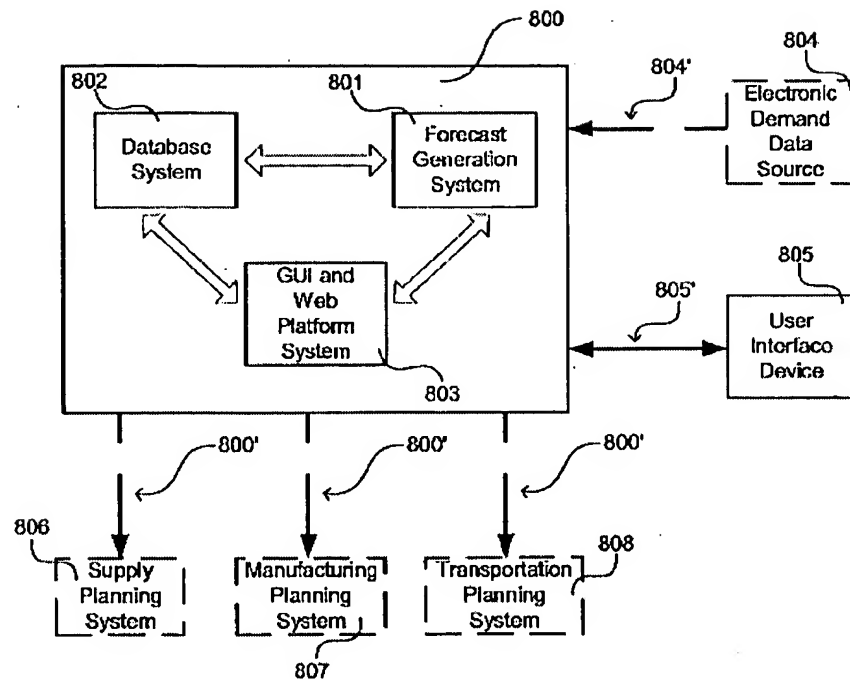 800
804
802
801
804'
Electronic
Demand
Data
Source
Database
System
Forecast
Generation
System
805
805'
GUI and
Web
Platform
System
User
Interface
Device
803
800'
800'
800'
806
808
Supply
Planning
System
Manufacturing
Planning
System
Transportation
Planning
System
807